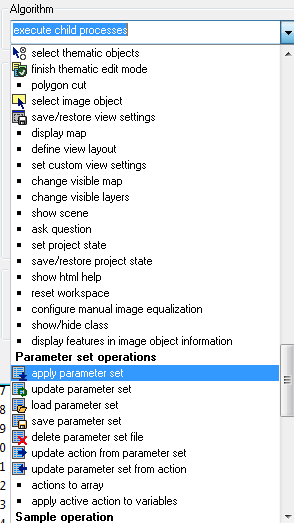 Algorithm
execute child processes
select thematic objects
finish thematic edit mode
polygon cut
select image object
save/restore view settings
display map
define view layout
set custom view settings
change visible map
change visible layers
show scene
ask question
set project state
save/restore project state
show html help
reset workspace
configure manual image equalization
show/hide class
display features in image object information
Parameter set operations
apply parameter set
update parameter set
load parameter set
save parameter set
delete parameter set file
update action from parameter set
update parameter set from action
actions to array
apply active action to variables
Sample operation